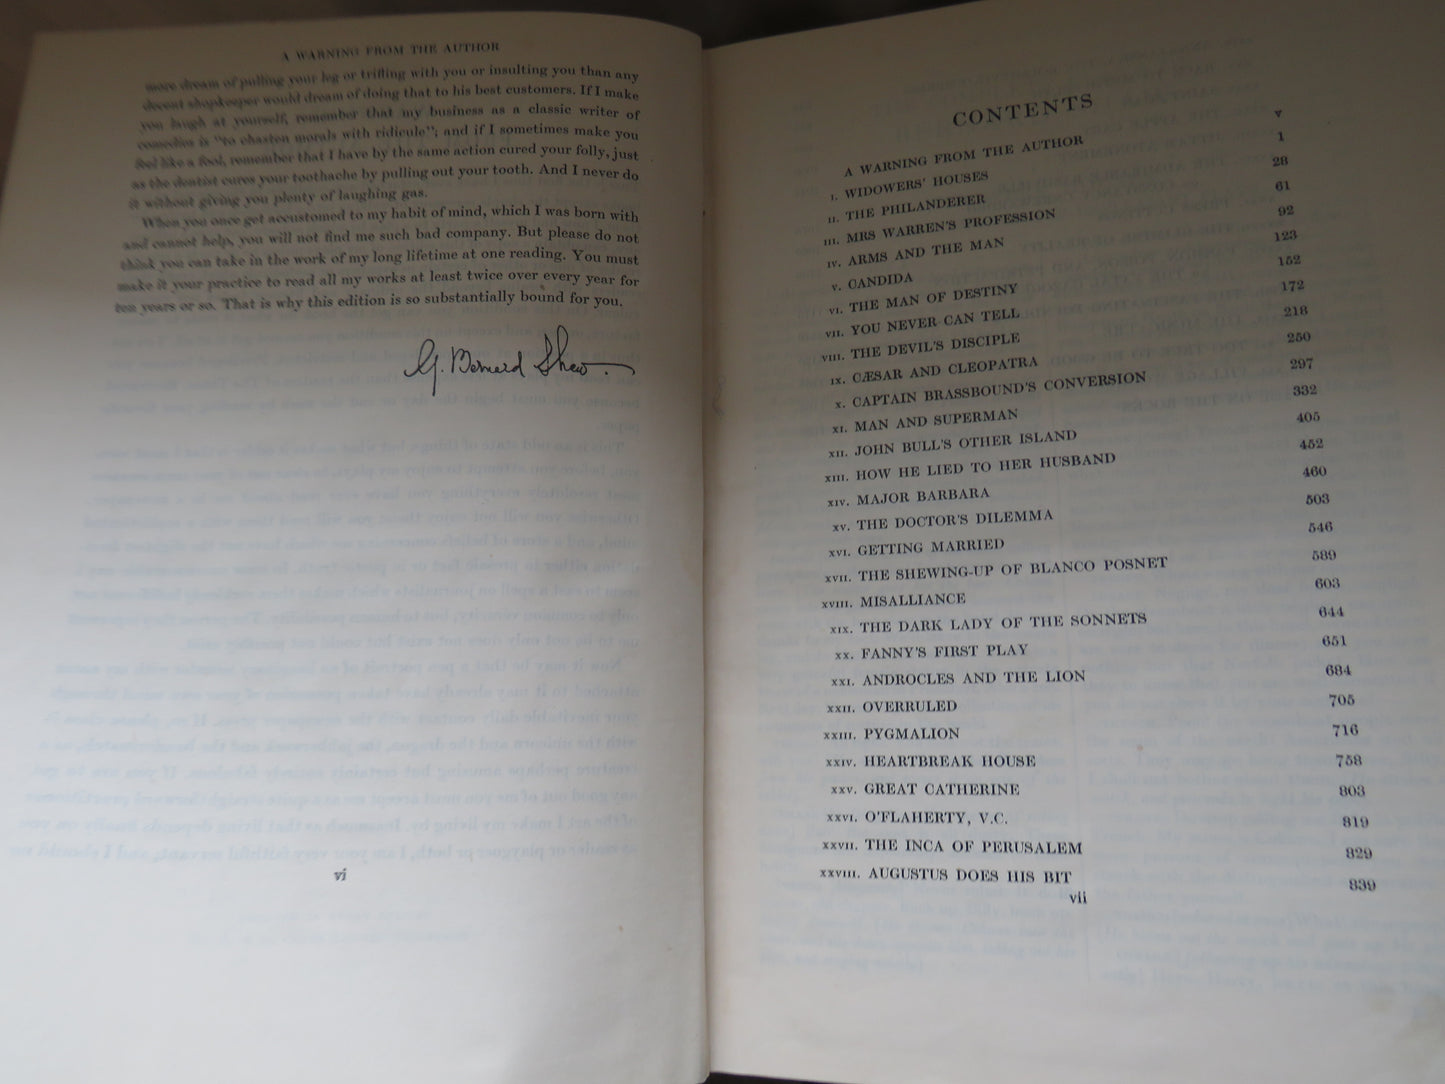 A WARNING FROM THE AUTHOR
more dream of pulling your leg or trifling with you or insulting you than any
decent shopkeeper would dream of doing that to his best customers. If I make
you laugh at yourself, remember that my business as a classic writer of
comedies is "to chasten morals with ridicule"; and if I sometimes make you
feel like a fool, remember that I have by the same action cured your folly, just
as the dentist cures your toothache by pulling out your tooth. And I never do
it without giving you plenty of laughing gas.
When you once get accustomed to my habit of mind, which I was born with
and cannot help, you will not find me such bad company. But please do not
think you can take in the work of my long lifetime at one reading. You must
make it your practice to read all my works at least twice over every year for
ten years or so. That is why this edition is so substantially bound for you.
G. Bernard Shaw.
vi
CONTENTS
A WARNING FROM THE AUTHOR v
I. WIDOWERS' HOUSES 1
II. THE PHILANDERER 28
III. MRS WARREN'S PROFESSION 61
IV. ARMS AND THE MAN 92
V. CANDIDA 123
VI. THE MAN OF DESTINY 152
VII. YOU NEVER CAN TELL 172
VIII. THE DEVIL'S DISCIPLE 218
IX. CÆSAR AND CLEOPATRA 250
X. CAPTAIN BRASSBOUND'S CONVERSION 297
XI. MAN AND SUPERMAN 332
XII. JOHN BULL'S OTHER ISLAND 405
XIII. HOW HE LIED TO HER HUSBAND 452
XIV. MAJOR BARBARA 460
XV. THE DOCTOR'S DILEMMA 503
XVI. GETTING MARRIED 546
XVII. THE SHEWING-UP OF BLANCO POSNET 589
XVIII. MISALLIANCE 603
XIX. THE DARK LADY OF THE SONNETS 644
XX. FANNY'S FIRST PLAY 651
XXI. ANDROCLES AND THE LION 684
XXII. OVERRULED 705
XXIII. PYGMALION 716
XXIV. HEARTBREAK HOUSE 758
XXV. GREAT CATHERINE 803
XXVI. O'FLAHERTY, V.C. 819
XXVII. THE INCA OF PERUSALEM 829
XXVIII. AUGUSTUS DOES HIS BIT 839
vii